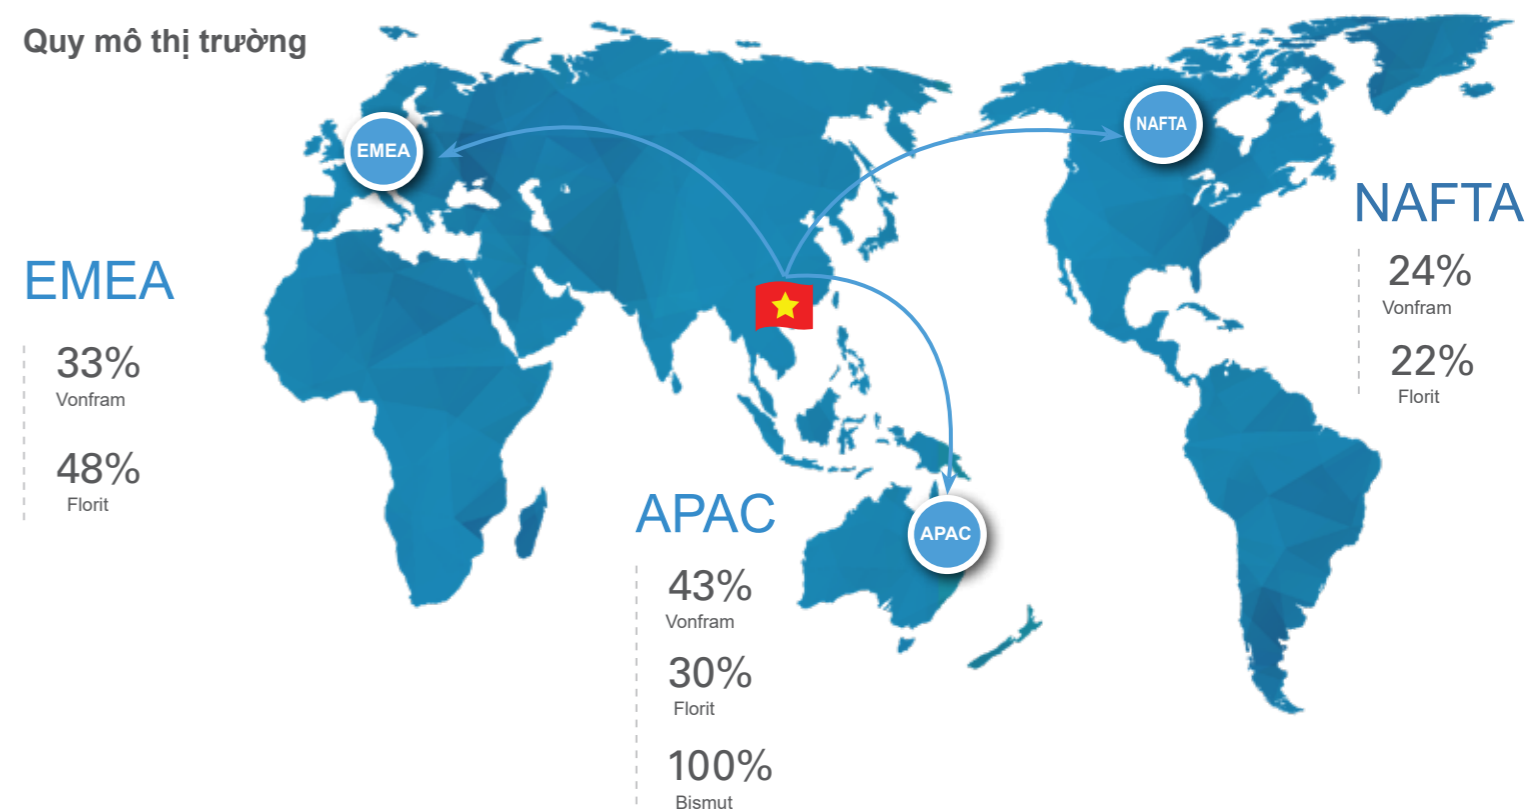 Quy mô thị trường
EMEA
NAFTA
NAFTA
24%
Vonfram
22%
Florit
EMEA
33%
Vonfram
48%
Florit
APAC
APAC
43%
Vonfram
30%
Florit
100%
Bismut